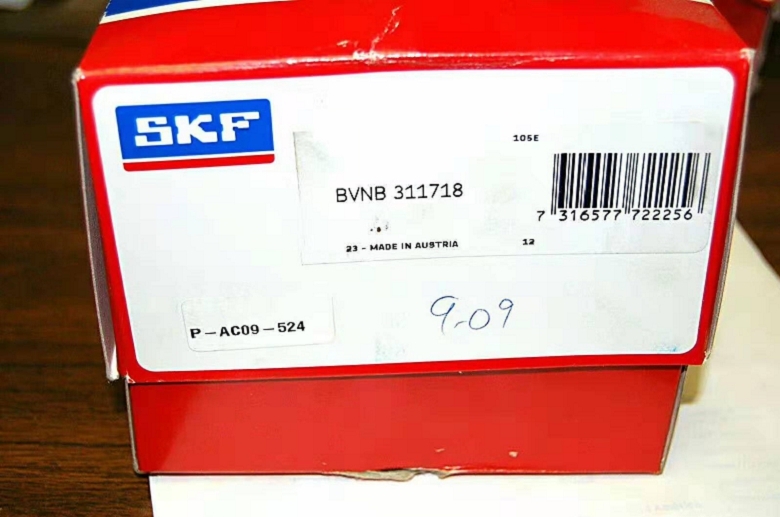 SKF
105E
BVNB 311718
7 316577 722256
23 - MADE IN AUSTRIA
12
P-AC09-524
9-09